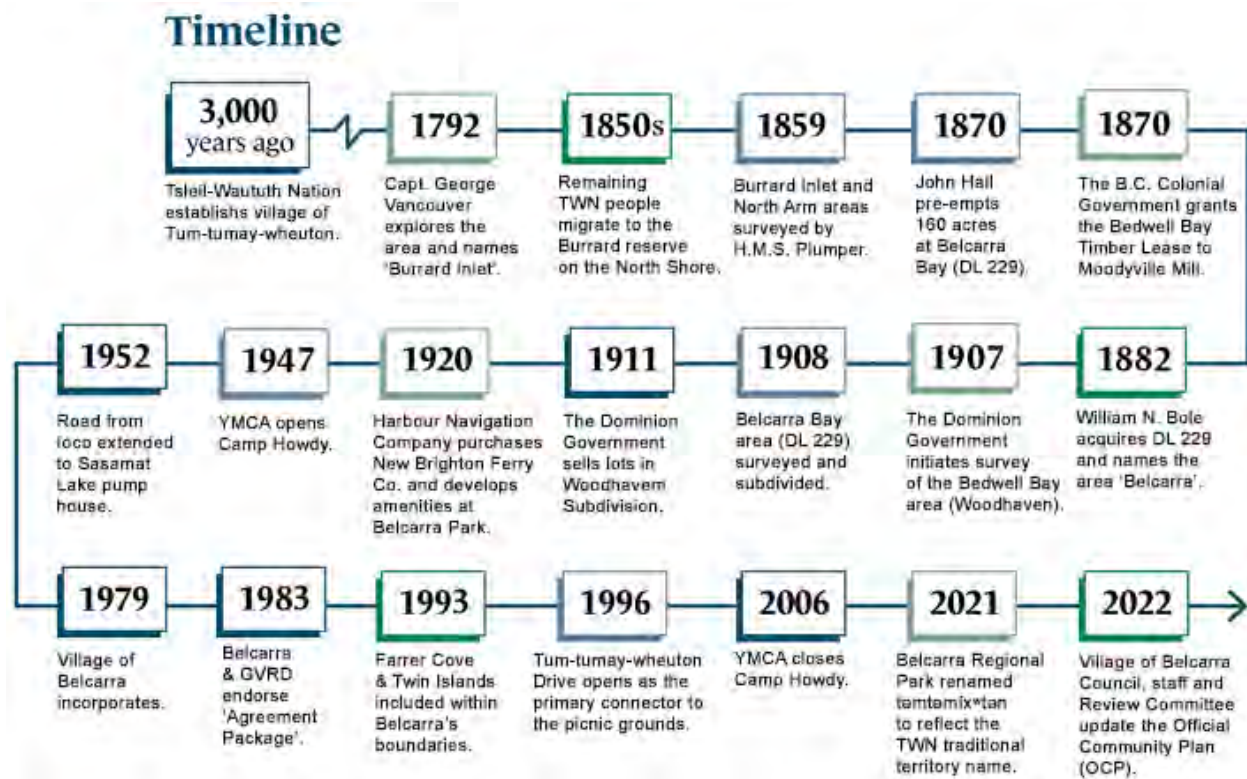 Timeline
3,000
years ago
Tsleil-Waututh Nation
establishs village of
Tum-tumay-wheuton.
1792
Capt. George
Vancouver
explores the
area and names
'Burrard Inlet'.
1850s
Remaining
TWN people
migrate to the
Burrard reserve
on the North Shore.
1859
Burrard Inlet and
North Arm areas
surveyed by
H.M.S. Plumper.
1870
John Hall
pre-empts
160 acres
at Belcarra
Bay (DL 229)
1870
The B.C. Colonial
Government grants
the Bedwell Bay
Timber Lease to
Moodyville Mill.
1882
William N. Bole
acquires DL 229
and names the
area 'Belcarra'.
1907
The Dominion
Government
initiates survey
of the Bedwell Bay
area (Woodhaven).
1908
Belcarra Bay
area (DL 229)
surveyed and
subdivided.
1911
The Dominion
Government
sells lots in
Woodhavem
Subdivision.
1920
Harbour Navigation
Company purchases
New Brighton Ferry
Co. and develops
amenities at
Belcarra Park.
1947
YMCA opens
Camp Howdy.
1952
Road from
Ioco extended
to Sasamat
Lake pump
house.
1979
Village of
Belcarra
incorporates.
1983
Belcarra
& GVRD
endorse
'Agreement
Package'.
1993
Farrer Cove
& Twin Islands
included within
Belcarra's
boundaries.
1996
Tum-tumay-wheuton
Drive opens as the
primary connector to
the picnic grounds.
2006
YMCA closes
Camp Howdy.
2021
Belcarra Regional
Park renamed
təmtəmíxʷtən
to reflect the
TWN traditional
territory name.
2022
Village of Belcarra
Council, staff and
Review Committee
update the Official
Community Plan
(OCP).